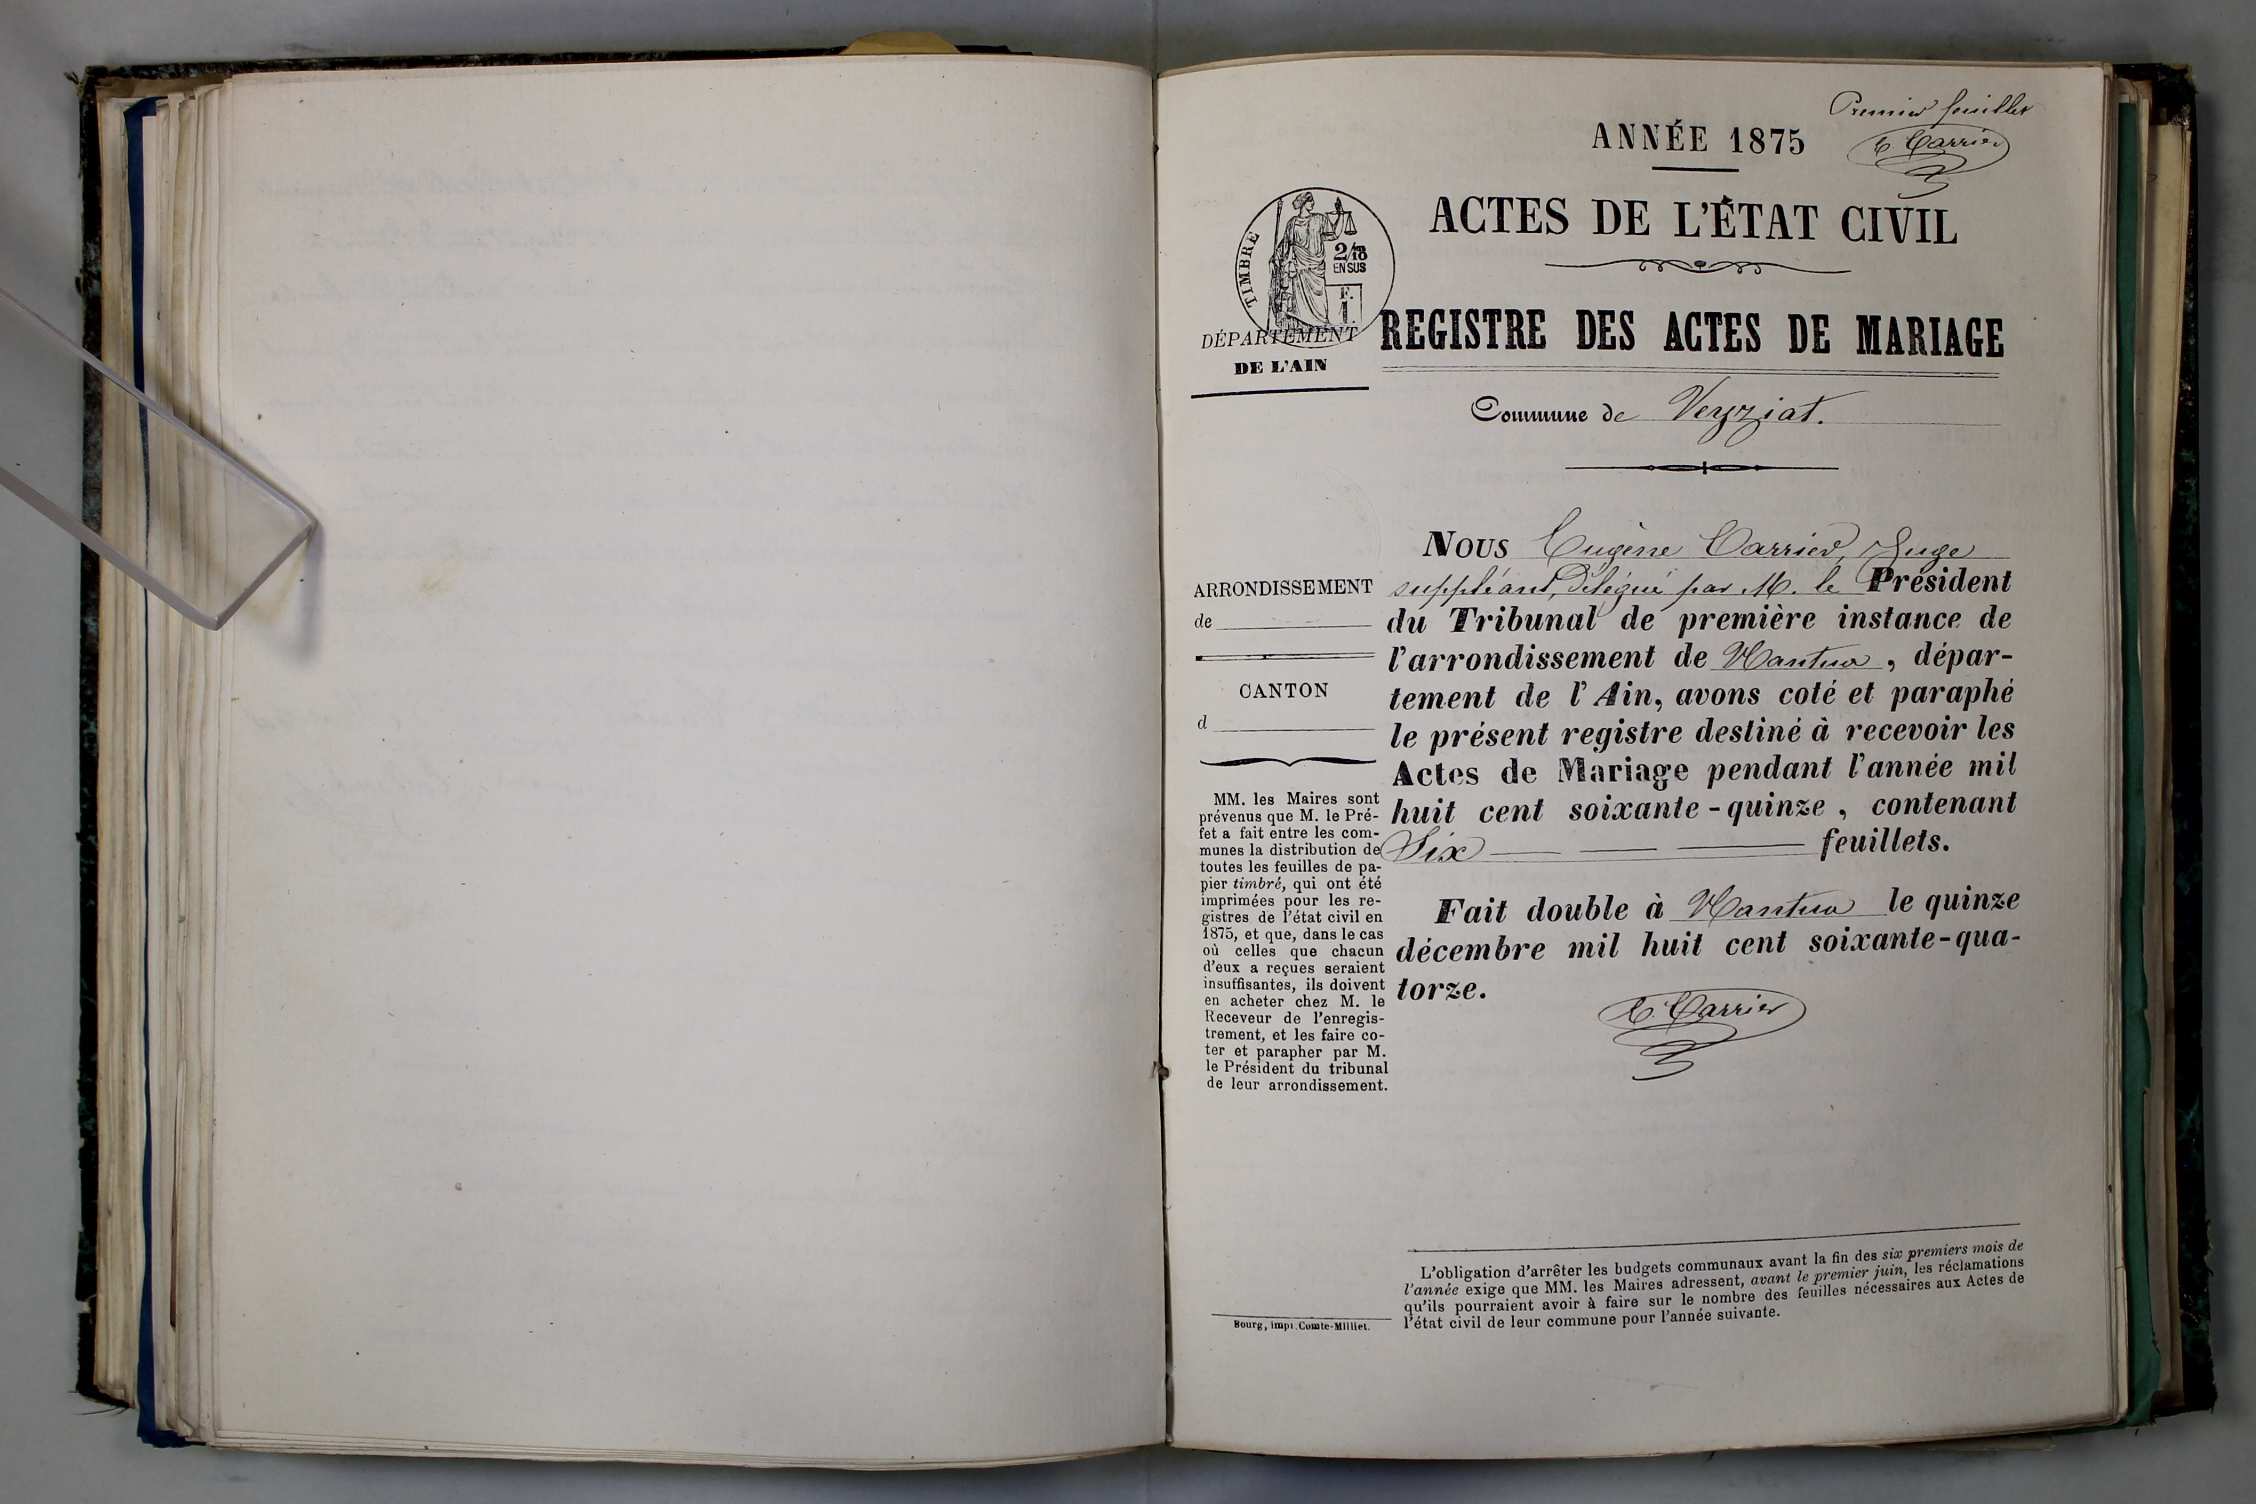 Premier feuillet
E. Carrier
ANNÉE 1875
ACTES DE L'ÉTAT CIVIL
TIMBRE
2/10
EN SUS
F.
1.
DÉPARTEMENT
DE L'AIN
REGISTRE DES ACTES DE MARIAGE
Commune de Veyziat.
ARRONDISSEMENT
de
CANTON
d
MM. les Maires sont
prévenus que M. le Pré-
fet a fait entre les com-
munes la distribution de
toutes les feuilles de pa-
pier timbré, qui ont été
imprimées pour les re-
gistres de l'état civil en
1875, et que, dans le cas
où celles que chacun
d'eux a reçues seraient
insuffisantes, ils doivent
en acheter chez M. le
Receveur de l'enregis-
trement, et les faire co-
ter et parapher par M.
le Président du tribunal
de leur arrondissement.
Nous Eugène Carrier, Juge
suppléant, Délégué par M. le Président
du Tribunal de première instance de
l'arrondissement de Nantua, dépar-
tement de l'Ain, avons coté et paraphé
le présent registre destiné à recevoir les
Actes de Mariage pendant l'année mil
huit cent soixante-quinze, contenant
Six feuillets.
Fait double à Nantua le quinze
décembre mil huit cent soixante-qua-
torze.
E. Carrier
L'obligation d'arrêter les budgets communaux avant la fin des six premiers mois de
l'année exige que MM. les Maires adressent, avant le premier juin, les réclamations
qu'ils pourraient avoir à faire sur le nombre des feuilles nécessaires aux Actes de
l'état civil de leur commune pour l'année suivante.
Bourg, impr. Comte-Milliet.